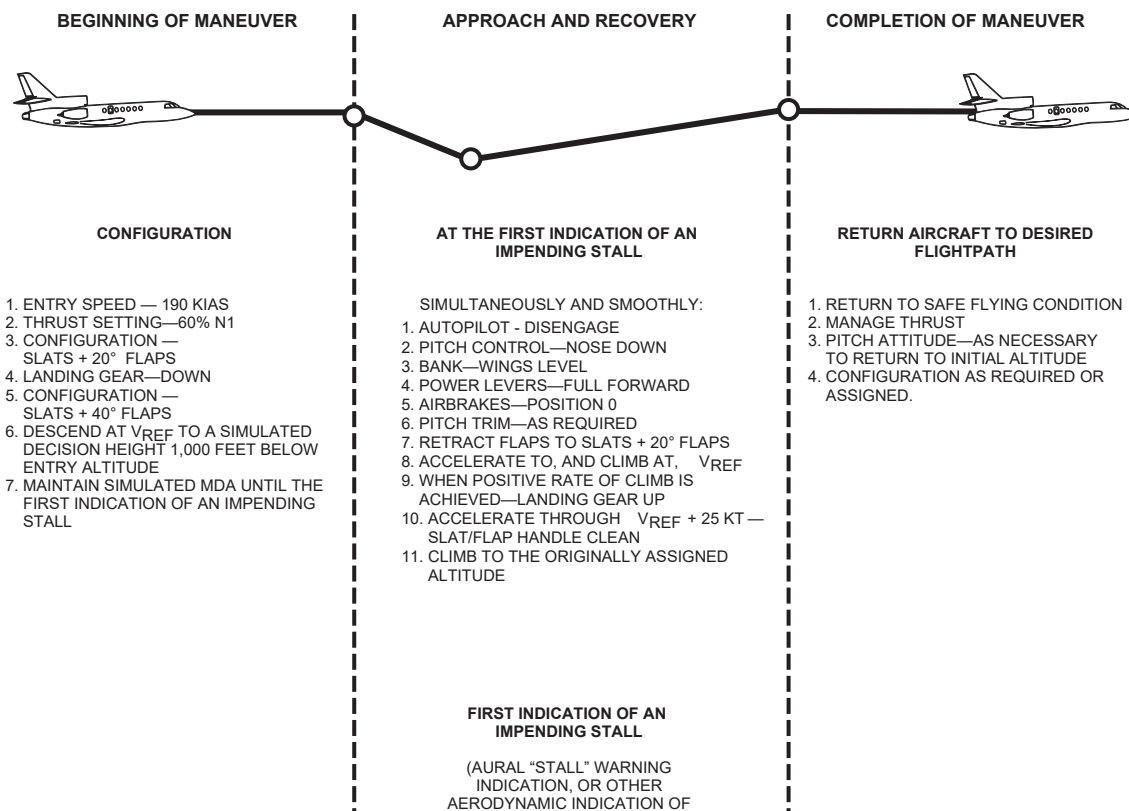 BEGINNING OF MANEUVER
APPROACH AND RECOVERY
COMPLETION OF MANEUVER
CONFIGURATION
1. ENTRY SPEED — 190 KIAS
2. THRUST SETTING—60% N1
3. CONFIGURATION —
SLATS + 20° FLAPS
4. LANDING GEAR—DOWN
5. CONFIGURATION —
SLATS + 40° FLAPS
6. DESCEND AT VREF TO A SIMULATED
DECISION HEIGHT 1,000 FEET BELOW
ENTRY ALTITUDE
7. MAINTAIN SIMULATED MDA UNTIL THE
FIRST INDICATION OF AN IMPENDING
STALL
AT THE FIRST INDICATION OF AN
IMPENDING STALL
SIMULTANEOUSLY AND SMOOTHLY:
1. AUTOPILOT - DISENGAGE
2. PITCH CONTROL—NOSE DOWN
3. BANK—WINGS LEVEL
4. POWER LEVERS—FULL FORWARD
5. AIRBRAKES—POSITION 0
6. PITCH TRIM—AS REQUIRED
7. RETRACT FLAPS TO SLATS + 20° FLAPS
8. ACCELERATE TO, AND CLIMB AT, VREF
9. WHEN POSITIVE RATE OF CLIMB IS
ACHIEVED—LANDING GEAR UP
10. ACCELERATE THROUGH VREF + 25 KT —
SLAT/FLAP HANDLE CLEAN
11. CLIMB TO THE ORIGINALLY ASSIGNED
ALTITUDE
FIRST INDICATION OF AN
IMPENDING STALL
(AURAL “STALL” WARNING
INDICATION, OR OTHER
AERODYNAMIC INDICATION OF
RETURN AIRCRAFT TO DESIRED
FLIGHTPATH
1. RETURN TO SAFE FLYING CONDITION
2. MANAGE THRUST
3. PITCH ATTITUDE—AS NECESSARY
TO RETURN TO INITIAL ALTITUDE
4. CONFIGURATION AS REQUIRED OR
ASSIGNED.